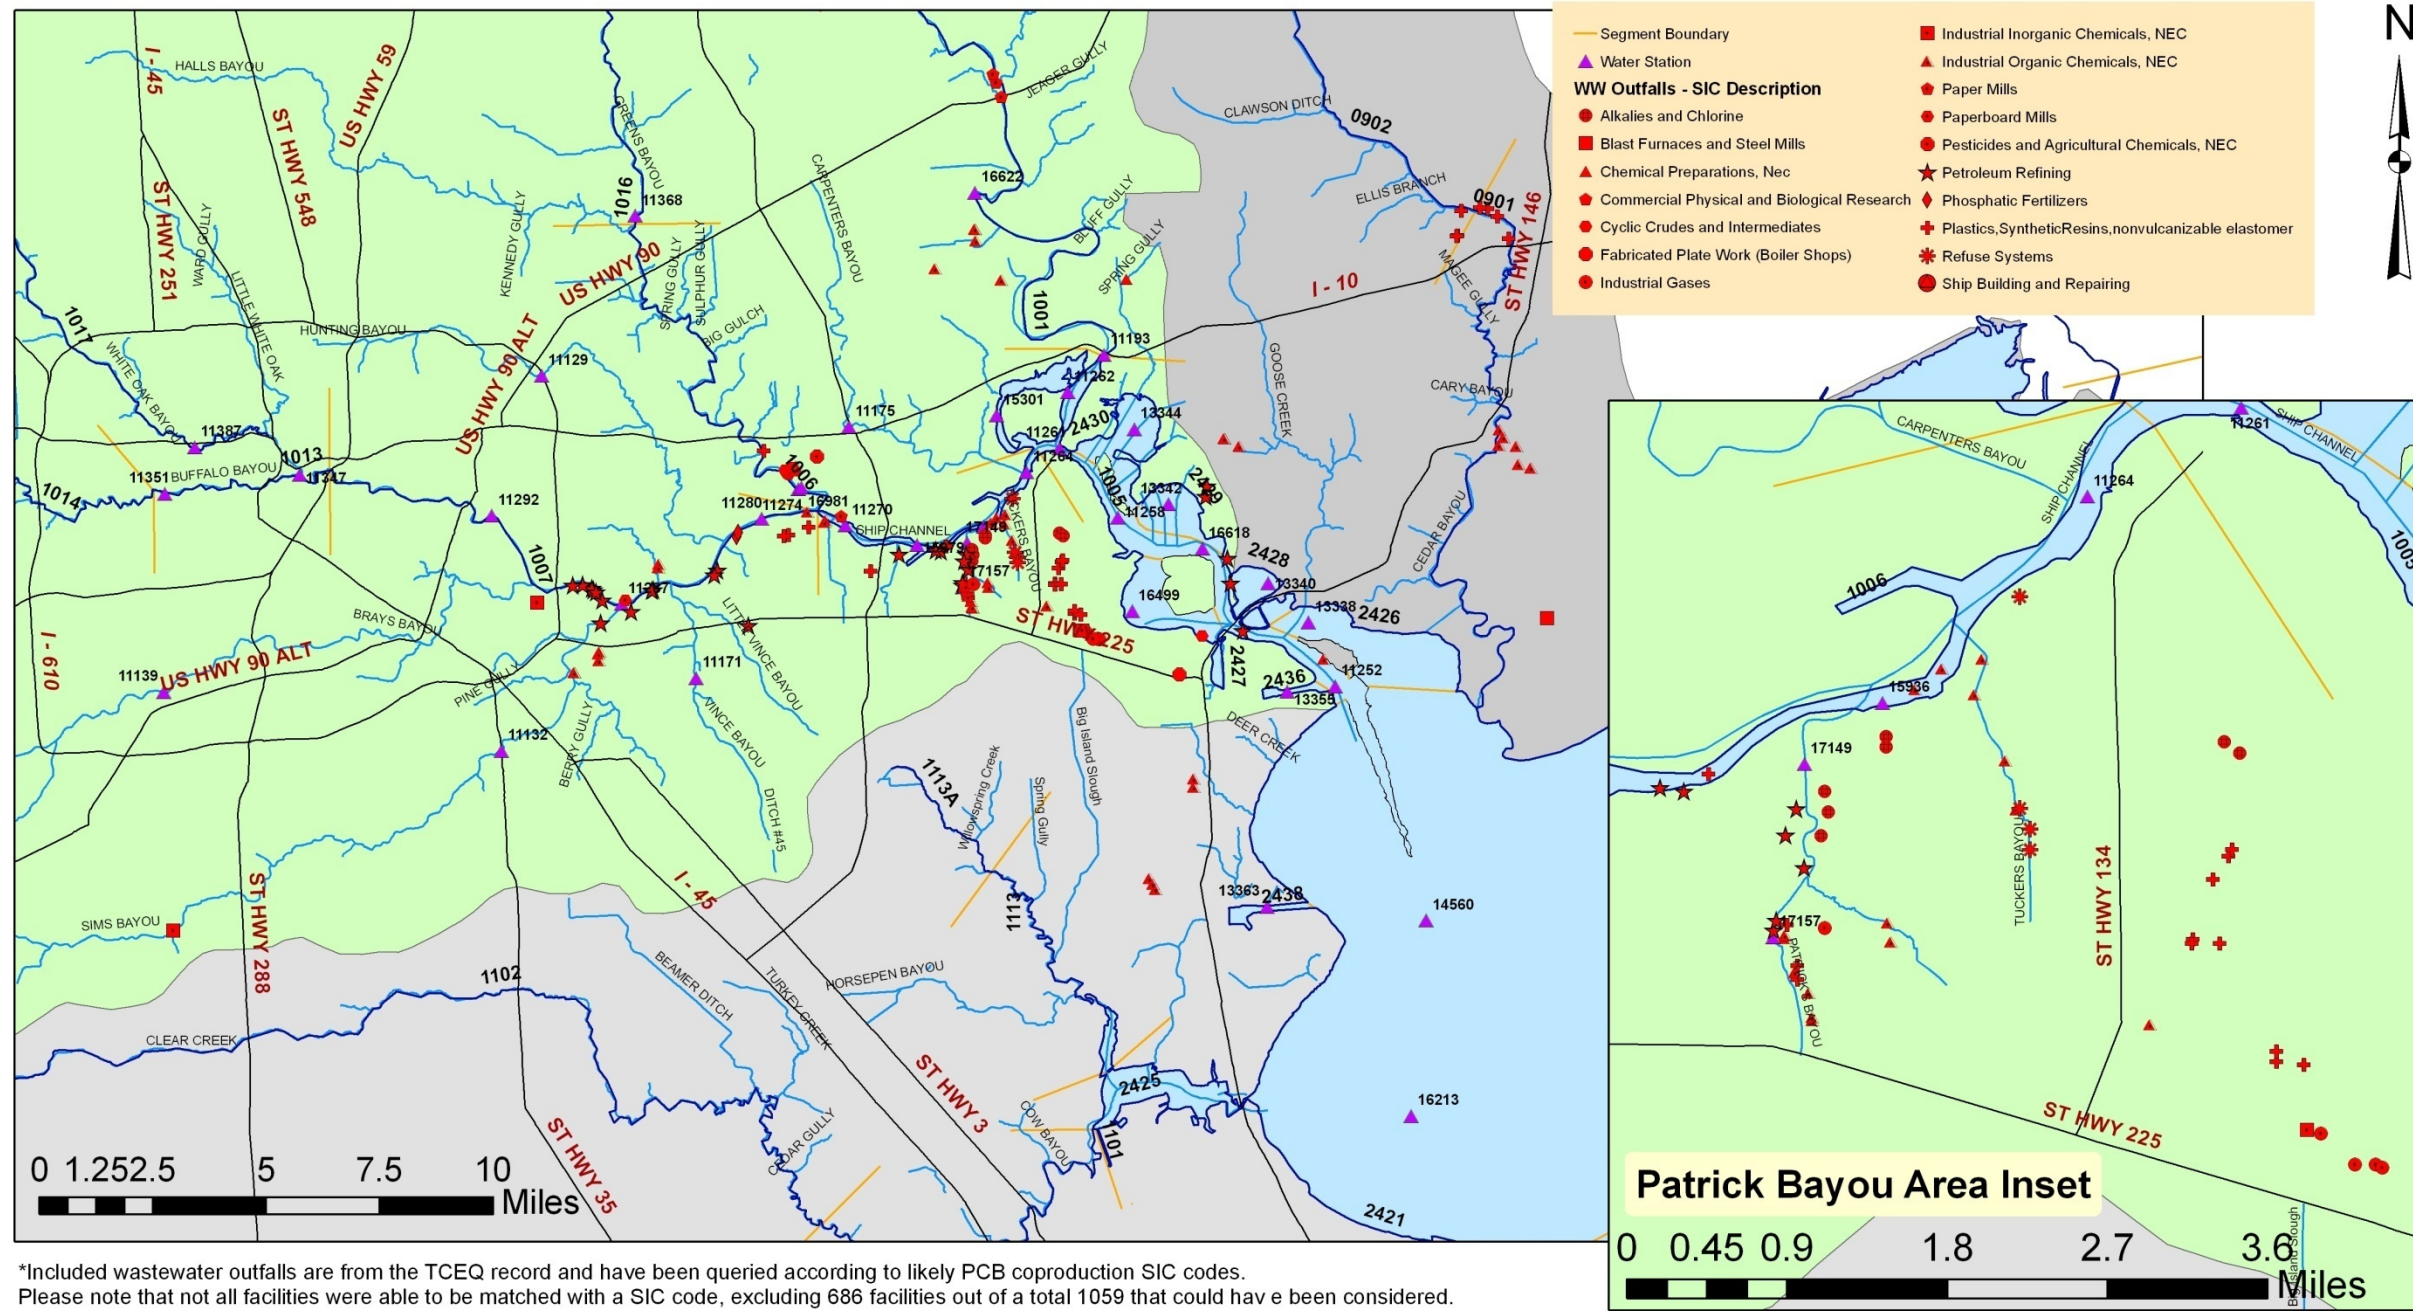 HALLS BAYOU
I - 45
ST HWY 548
US HWY 59
GREENS BAYOU
1016
11368
KENNEDY GULLY
SPRING GULLY
SULPHUR GULLY
US HWY 90
CARPENTERS BAYOU
JEAGER GULLY
16622
BLUFF GULLY
SPRING GULLY
1001
CLAWSON DITCH
0902
ELLIS BRANCH
0901
ST HWY 146
MAGEE GULLY
I - 10
ST HWY 251
WARD GULLY
LITTLE WHITE OAK
1017
WHITE OAK BAYOU
HUNTING BAYOU
US HWY 90 ALT
11129
BIG GULCH
11193
11262
15301
13344
11261
2430
11264
GOOSE CREEK
CARY BAYOU
11175
11387
1013
11351
BUFFALO BAYOU
11347
1014
11292
1007
1006
11280
11274
16981
11270
SHIP CHANNEL
17149
TUCKERS BAYOU
1005
13342
11258
16618
2428
CEDAR BAYOU
17157
16499
13340
13338
2426
ST HWY 225
2427
2436
11252
13355
DEER CREEK
BRAYS BAYOU
I - 610
11139
US HWY 90 ALT
PINE GULLY
11132
BERRY GULLY
LITTLE VINCE BAYOU
11171
VINCE BAYOU
DITCH #45
1113A
Willowspring Creek
Spring Gully
Big Island Slough
1113
13363
2438
14560
SIMS BAYOU
ST HWY 288
I - 45
1102
BEAMER DITCH
TURKEY CREEK
HORSEPEN BAYOU
CLEAR CREEK
ST HWY 3
2425
COW BAYOU
1101
CEDAR GULLY
ST HWY 35
16213
2421
0 1.25 2.5 5 7.5 10
Miles
N
Segment Boundary
Water Station
WW Outfalls - SIC Description
Alkalies and Chlorine
Blast Furnaces and Steel Mills
Chemical Preparations, Nec
Commercial Physical and Biological Research
Cyclic Crudes and Intermediates
Fabricated Plate Work (Boiler Shops)
Industrial Gases
Industrial Inorganic Chemicals, NEC
Industrial Organic Chemicals, NEC
Paper Mills
Paperboard Mills
Pesticides and Agricultural Chemicals, NEC
Petroleum Refining
Phosphatic Fertilizers
Plastics,SyntheticResins,nonvulcanizable elastomer
Refuse Systems
Ship Building and Repairing
CARPENTERS BAYOU
SHIP CHANNEL
11261
SHIP CHANNEL
11264
1005
1006
15936
17149
TUCKERS BAYOU
17157
PATRICK'S BAYOU
ST HWY 134
ST HWY 225
Patrick Bayou Area Inset
0 0.45 0.9 1.8 2.7 3.6
Miles
Big Island Slough
*Included wastewater outfalls are from the TCEQ record and have been queried according to likely PCB coproduction SIC codes.
Please note that not all facilities were able to be matched with a SIC code, excluding 686 facilities out of a total 1059 that could hav e been considered.